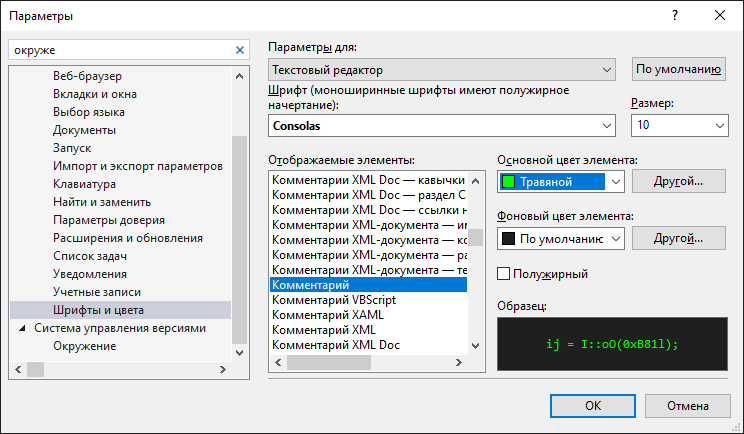 Параметры
окруже
Веб-браузер
Вкладки и окна
Выбор языка
Документы
Запуск
Импорт и экспорт параметров
Клавиатура
Найти и заменить
Параметры доверия
Расширения и обновления
Список задач
Уведомления
Учетные записи
Шрифты и цвета
Система управления версиями
Окружение
Параметры для:
Текстовый редактор
По умолчанию
Шрифт (моноширинные шрифты имеют полужирное
начертание):
Размер:
Consolas
10
Отображаемые элементы:
Комментарии XML Doc — кавычки
Комментарии XML Doc — раздел C
Комментарии XML Doc — ссылки н
Комментарии XML-документа — им
Комментарии XML-документа — ко
Комментарии XML-документа — ра
Комментарии XML-документа — те
Комментарий
Комментарий VBScript
Комментарий XAML
Комментарий XML
Комментарий XML Doc
Основной цвет элемента:
Травяной
Другой...
Фоновый цвет элемента:
По умолчанию
Другой...
Полужирный
Образец:
ij = I::oO(0xB81l);
OK
Отмена